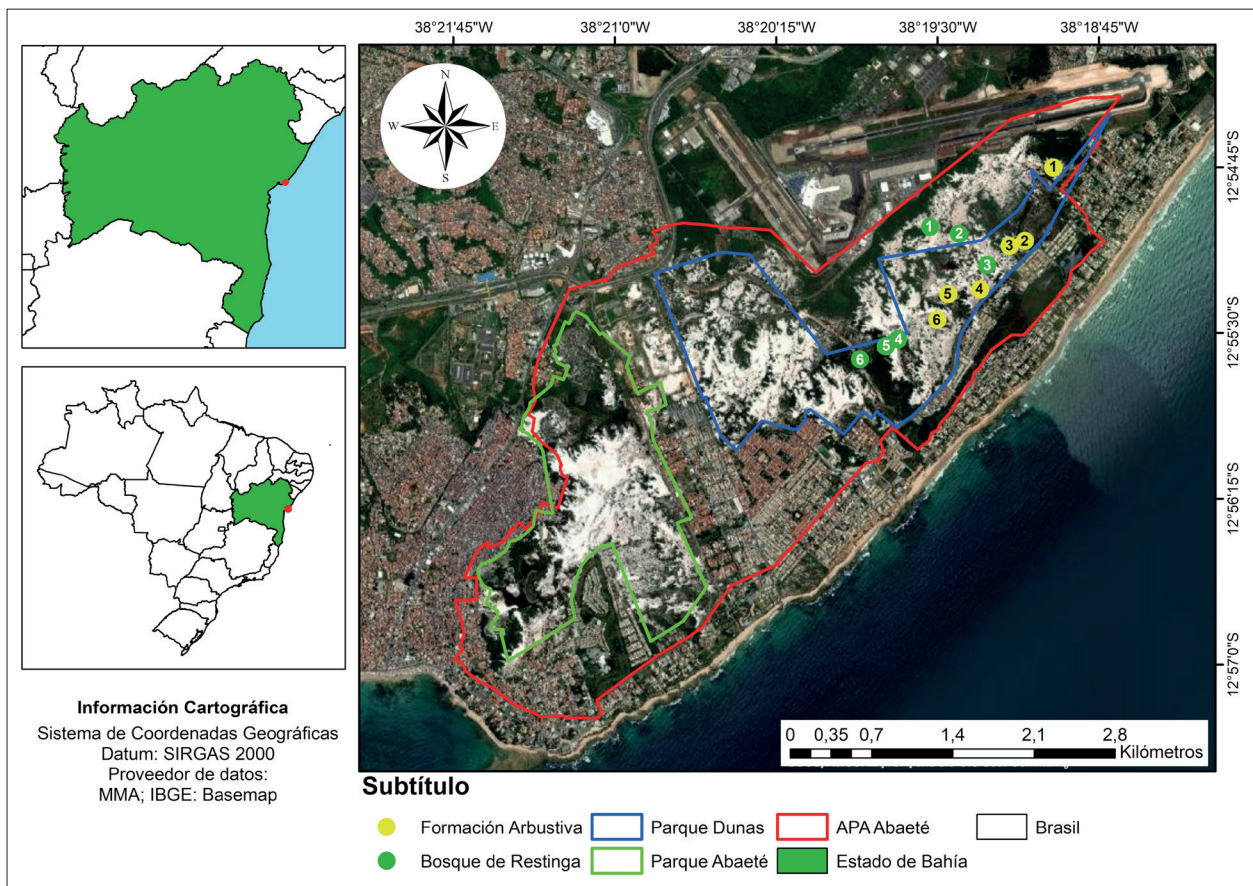 38°21'45"W
38°21'0"W
38°20'15"W
38°19'30"W
38°18'45"W
N
W
E
S
12°54'45"S
12°55'30"S
12°56'15"S
12°57'0"S
1
1
2
3
2
3
5
4
6
4
5
6
0
0,35
0,7
1,4
2,1
2,8
Kilómetros
Información Cartográfica
Sistema de Coordenadas Geográficas
Datum: SIRGAS 2000
Proveedor de datos:
MMA; IBGE: Basemap
Subtítulo
Formación Arbustiva
Parque Dunas
APA Abaeté
Brasil
Bosque de Restinga
Parque Abaeté
Estado de Bahía